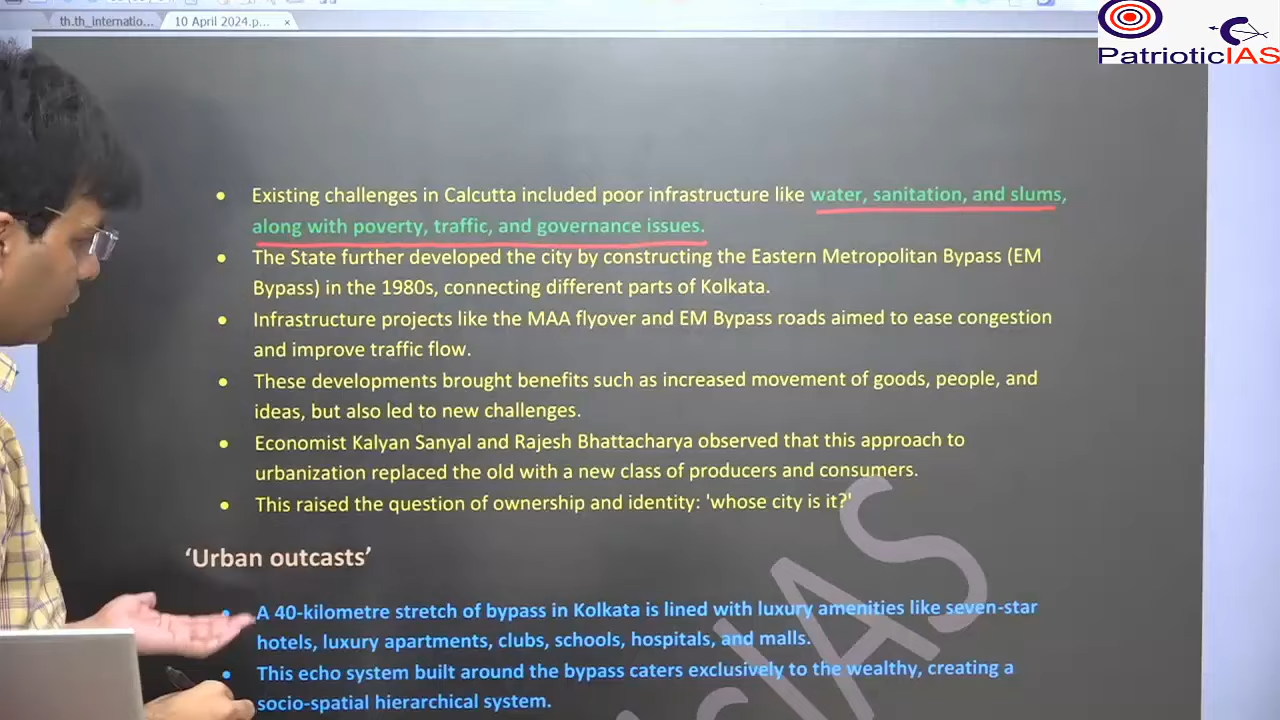 th.th_internatio...
10 April 2024.p...
×
PatrioticIAS
Existing challenges in Calcutta included poor infrastructure like water, sanitation, and slums,
along with poverty, traffic, and governance issues.
The State further developed the city by constructing the Eastern Metropolitan Bypass (EM
Bypass) in the 1980s, connecting different parts of Kolkata.
Infrastructure projects like the MAA flyover and EM Bypass roads aimed to ease congestion
and improve traffic flow.
These developments brought benefits such as increased movement of goods, people, and
ideas, but also led to new challenges.
Economist Kalyan Sanyal and Rajesh Bhattacharya observed that this approach to
urbanization replaced the old with a new class of producers and consumers.
This raised the question of ownership and identity: 'whose city is it?'
‘Urban outcasts’
A 40-kilometre stretch of bypass in Kolkata is lined with luxury amenities like seven-star
hotels, luxury apartments, clubs, schools, hospitals, and malls.
This echo system built around the bypass caters exclusively to the wealthy, creating a
socio-spatial hierarchical system.